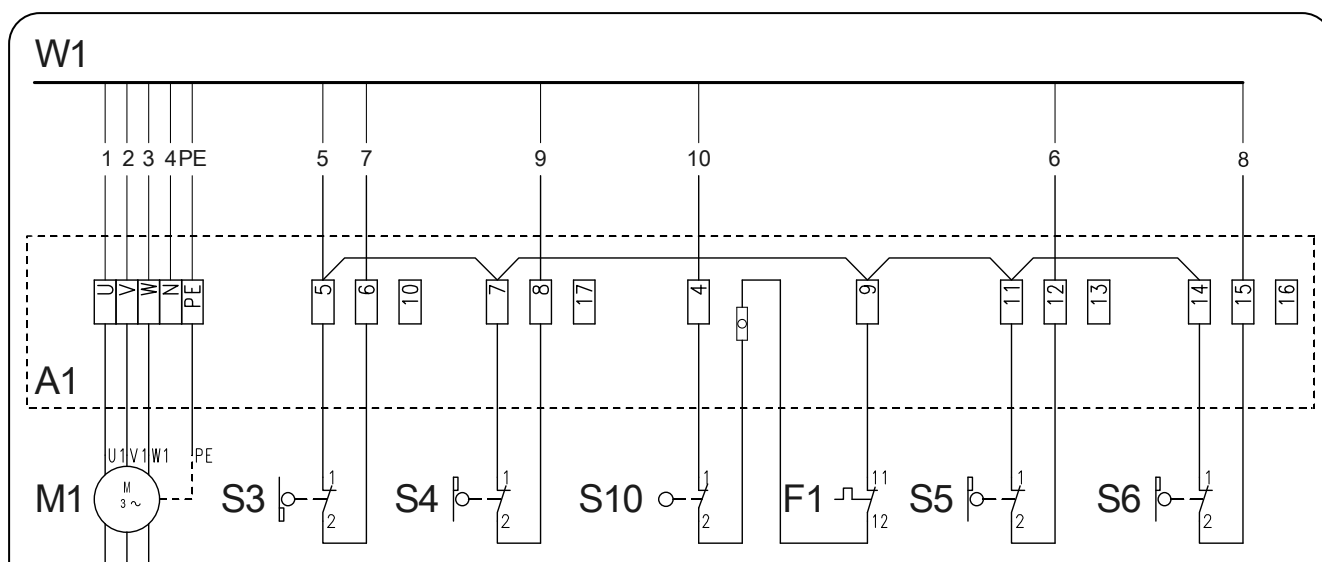 W1
1 2 3 4 PE 5 7 9 10 6 8
U V W N PE 5 6 10 7 8 17 4 9 11 12 13 14 15 16
A1
U1 V1 W1 PE
M1 M 3~ S3 1 2 S4 1 2 S10 1 2 F1 11 12 S5 1 2 S6 1 2